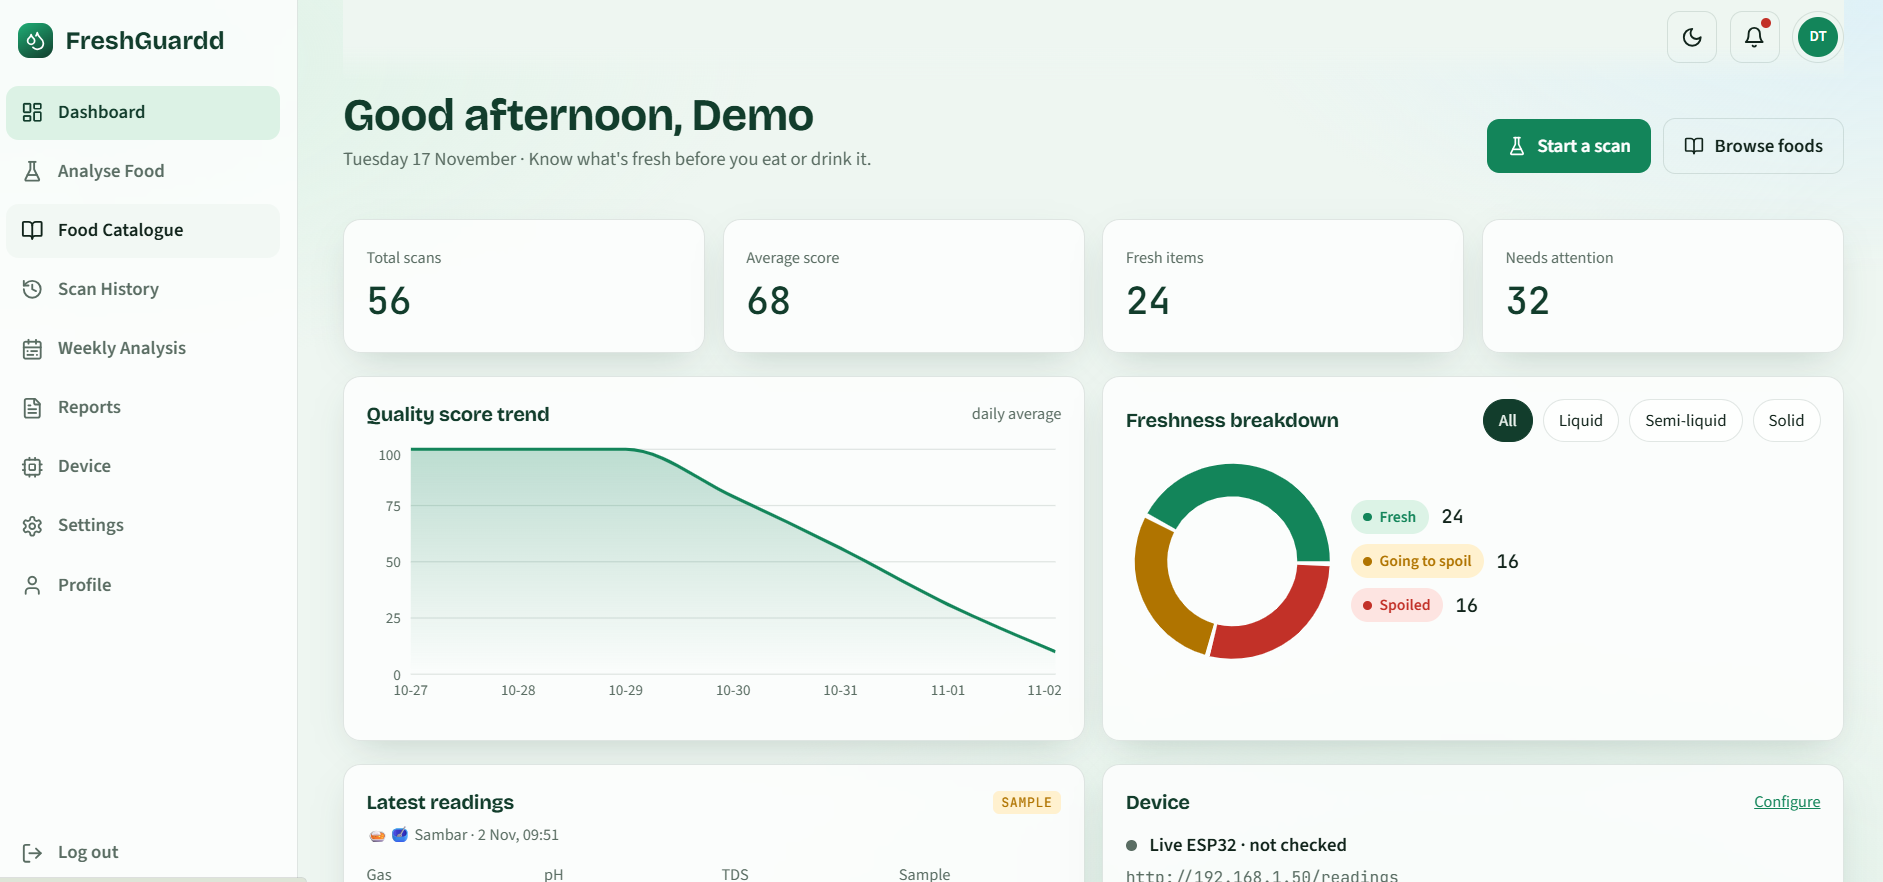 FreshGuardd
Dashboard
Analyse Food
Food Catalogue
Scan History
Weekly Analysis
Reports
Device
Settings
Profile
Log out
DT
Good afternoon, Demo
Tuesday 17 November · Know what's fresh before you eat or drink it.
Start a scan
Browse foods
Total scans
56
Average score
68
Fresh items
24
Needs attention
32
Quality score trend
daily average
100
75
50
25
0
10-27 10-28 10-29 10-30 10-31 11-01 11-02
Freshness breakdown
All Liquid Semi-liquid Solid
Fresh 24
Going to spoil 16
Spoiled 16
Latest readings
SAMPLE
Sambar · 2 Nov, 09:51
Gas pH TDS Sample
Device
Configure
Live ESP32 · not checked
http://192.168.1.50/readings